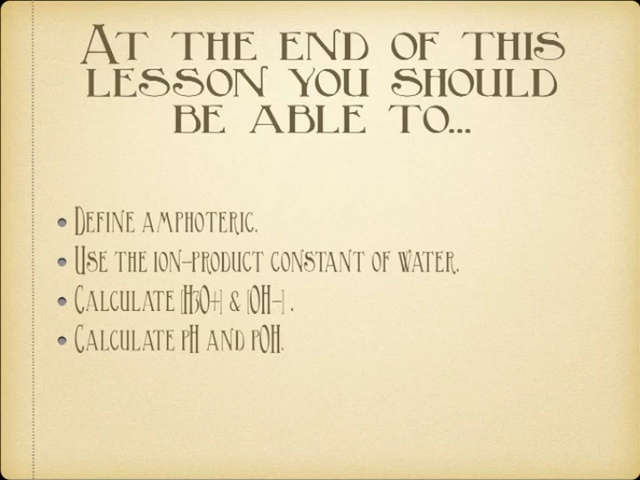 At the end of this
lesson you should
be able to...
• Define amphoteric.
• Use the ion-product constant of water.
• Calculate [H3O+] & [OH-] .
• Calculate pH and pOH.